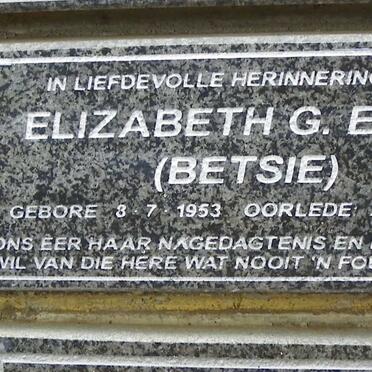 IN LIEFDEVOLLE HERINNERING
ELIZABETH G. E
(BETSIE)
GEBORE 8·7·1953 OORLEDE
ONS EER HAAR NAGEDAGTENIS EN
WIL VAN DIE HERE WAT NOOIT 'N FOU